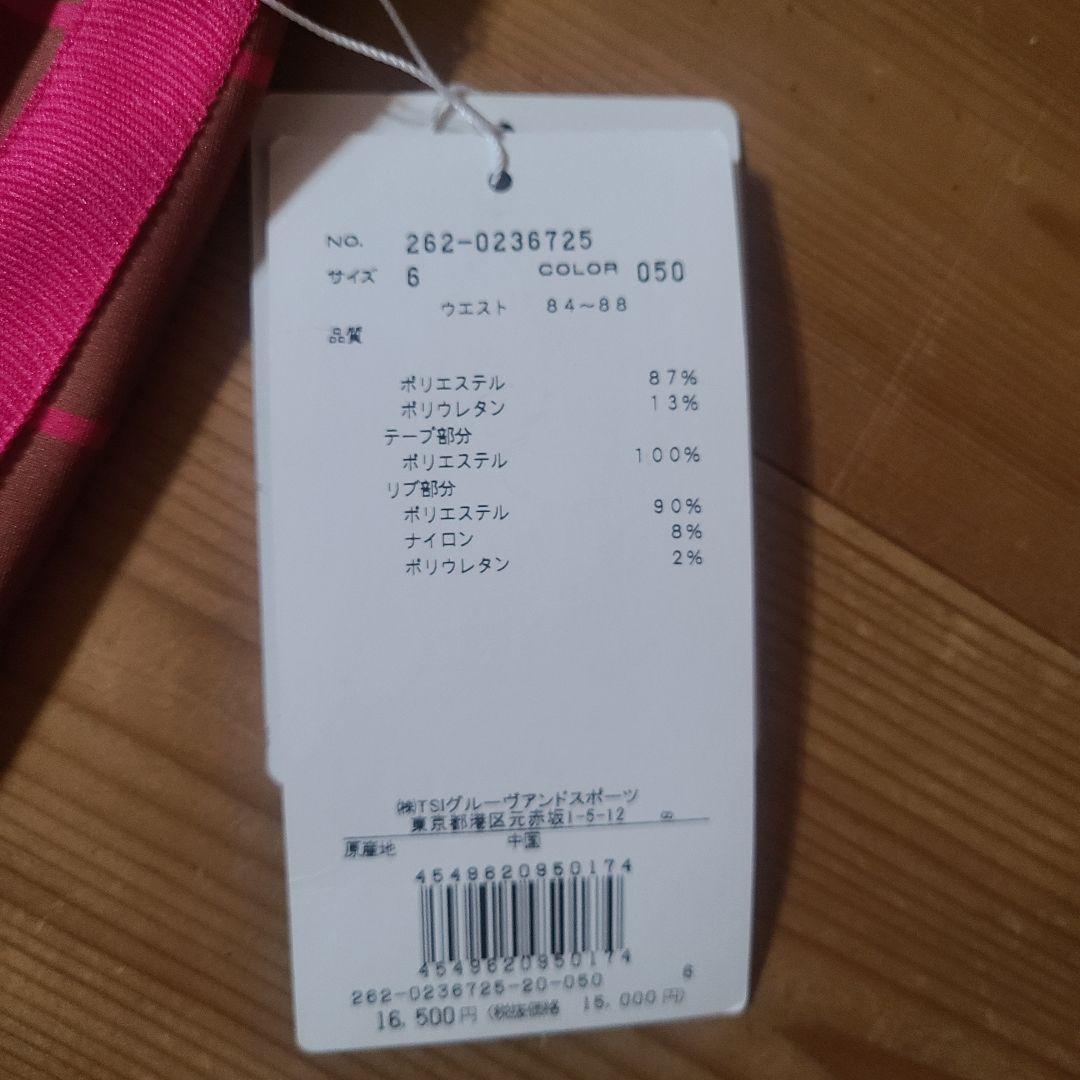 NO. 262-0236725
サイズ 6 COLOR 050
ウエスト 84～88
品質
ポリエステル 87%
ポリウレタン 13%
テープ部分
ポリエステル 100%
リブ部分
ポリエステル 90%
ナイロン 8%
ポリウレタン 2%
㈱TSIグルーヴアンドスポーツ
東京都港区元赤坂1-5-12 ∞
原産地 中国
4549620950174
4549620950174
262-0236725-20-050 6
16,500円 (税抜価格 15,000円)